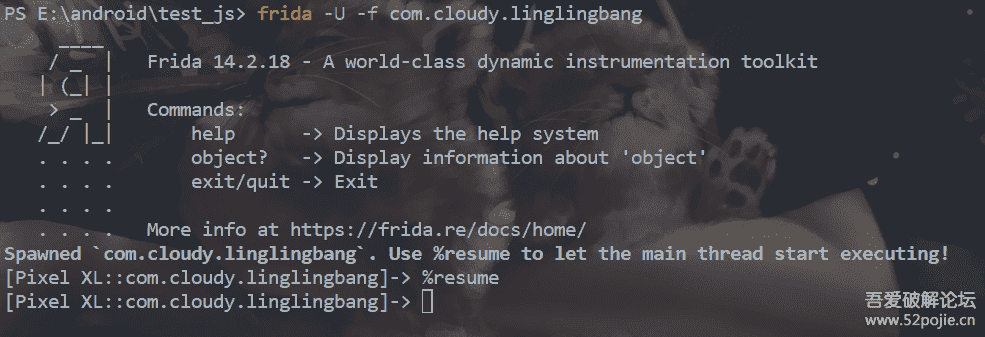 PS E:\android\test_js> frida -U -f com.cloudy.linglingbang
     ____
    / _  |   Frida 14.2.18 - A world-class dynamic instrumentation toolkit
   | (_| |
    > _  |   Commands:
   /_/ |_|       help      -> Displays the help system
   . . . .       object?   -> Display information about 'object'
   . . . .       exit/quit -> Exit
   . . . .
   . . . .   More info at https://frida.re/docs/home/
Spawned `com.cloudy.linglingbang`. Use %resume to let the main thread start executing!
[Pixel XL::com.cloudy.linglingbang]-> %resume
[Pixel XL::com.cloudy.linglingbang]->
吾爱破解论坛
www.52pojie.cn